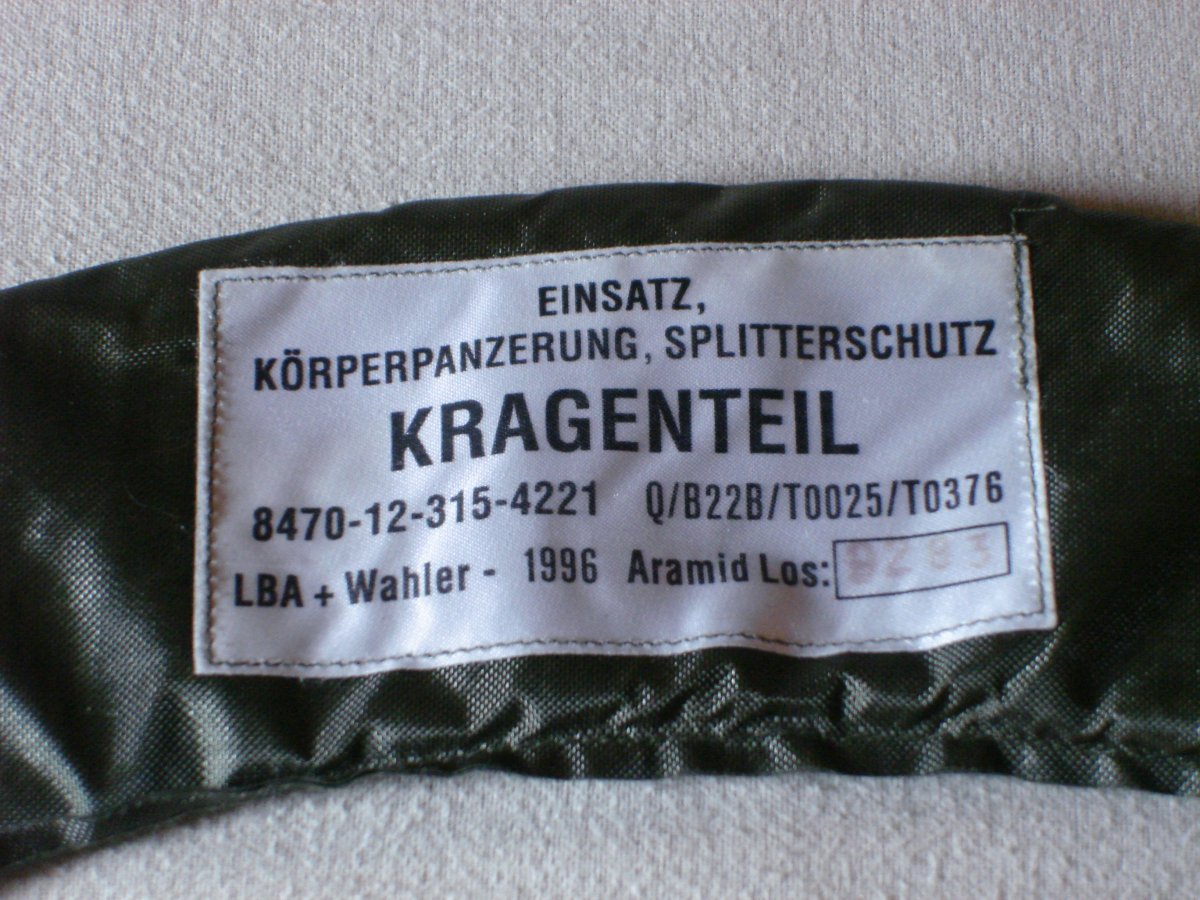 EINSATZ,
KÖRPERPANZERUNG, SPLITTERSCHUTZ
KRAGENTEIL
8470-12-315-4221 Q/B22B/T0025/T0376
LBA + Wahler - 1996 Aramid Los: